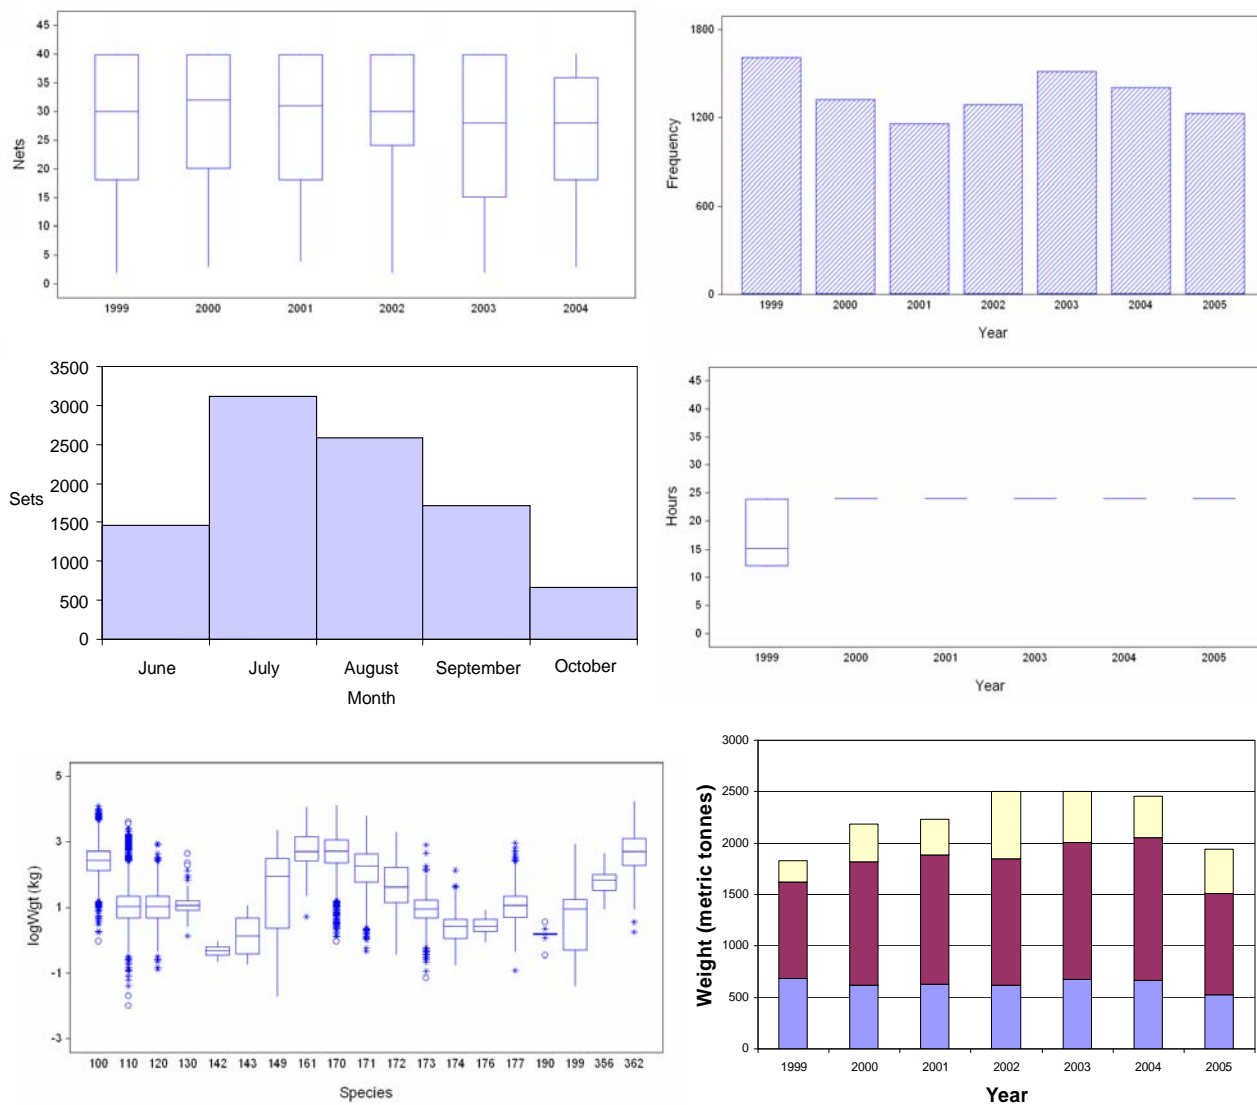 45
40
35
30
25
20
15
10
5
0
Nets
1999 2000 2001 2002 2003 2004
1800
1200
600
0
Frequency
1999 2000 2001 2002 2003 2004 2005
Year
3500
3000
2500
2000
1500
1000
500
0
Sets
June July August September October
Month
45
40
35
30
25
20
15
10
5
0
Hours
1999 2000 2001 2003 2004 2005
Year
5
3
1
-1
-3
logWgt (kg)
100 110 120 130 142 143 149 161 170 171 172 173 174 176 177 190 199 356 362
Species
3000
2500
2000
1500
1000
500
0
Weight (metric tonnes)
1999 2000 2001 2002 2003 2004 2005
Year